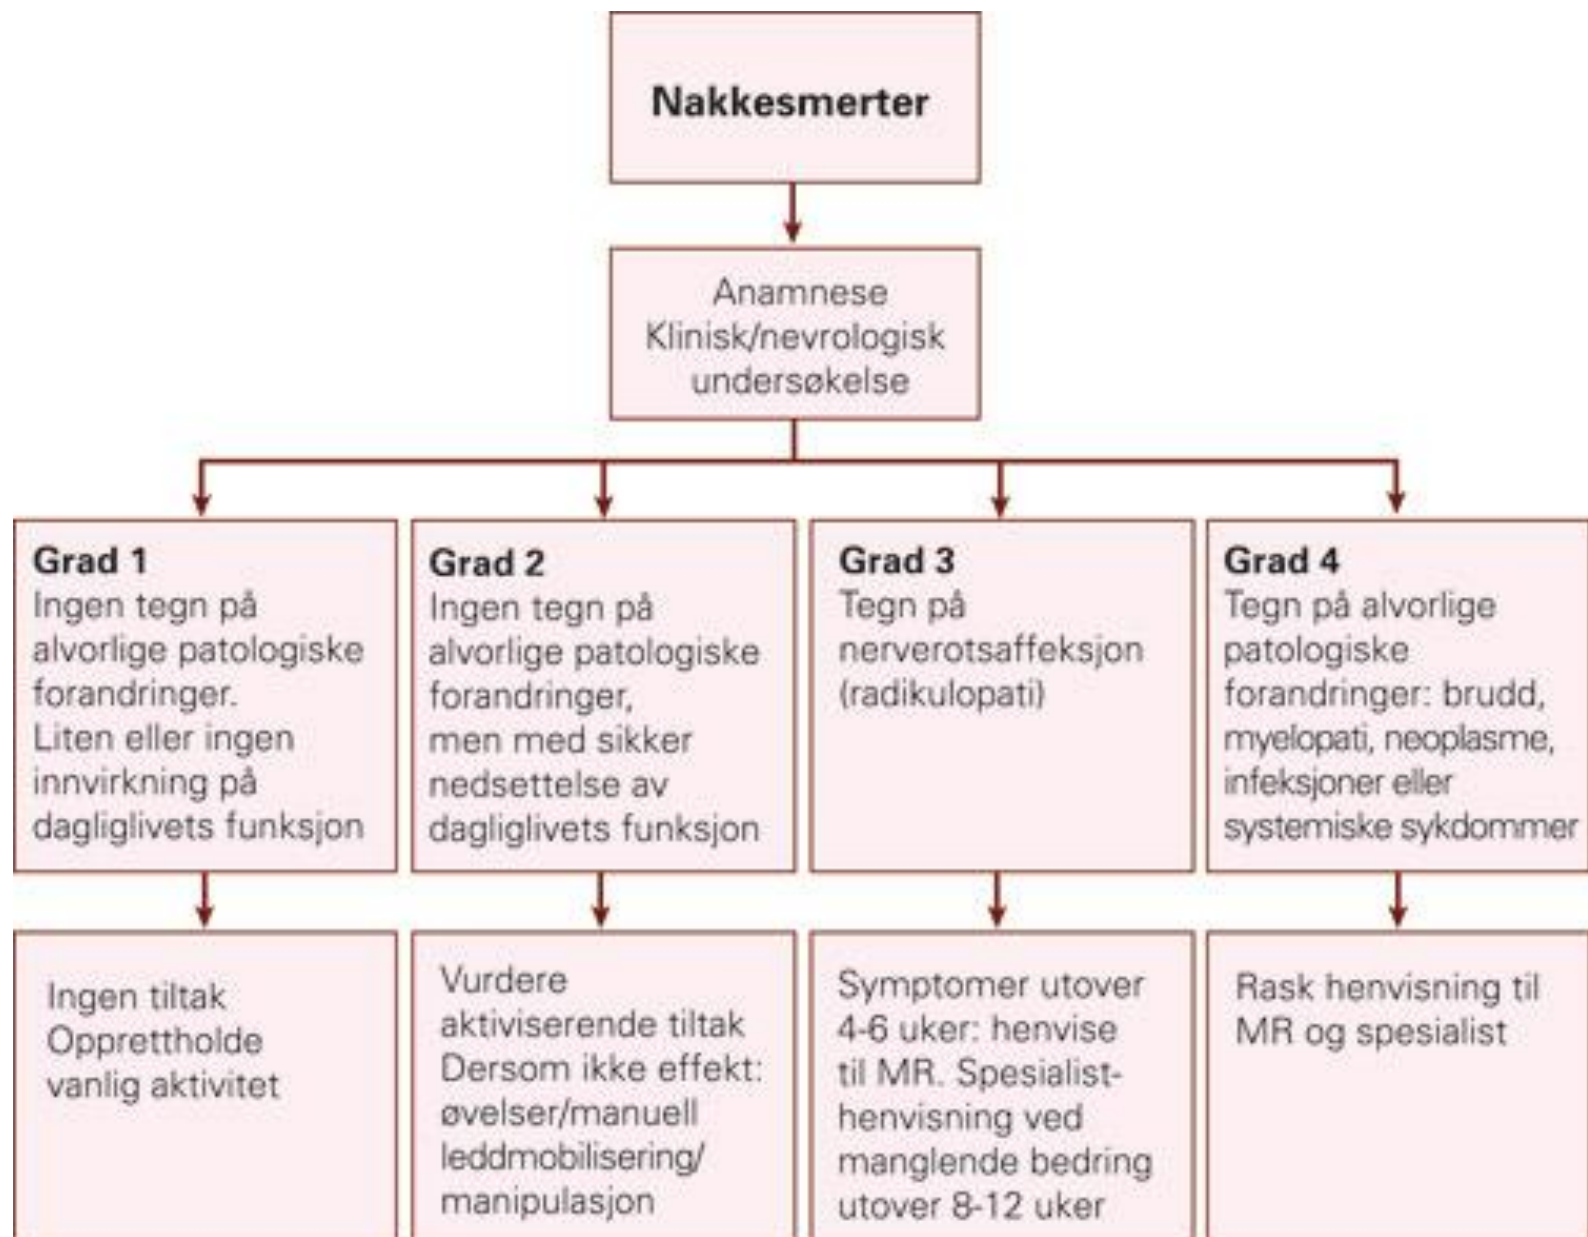 Nakkesmerter
Anamnese
Klinisk/nevrologisk
undersøkelse
Grad 1
Ingen tegn på
alvorlige patologiske
forandringer.
Liten eller ingen
innvirkning på
dagliglivets funksjon
Grad 2
Ingen tegn på
alvorlige patologiske
forandringer,
men med sikker
nedsettelse av
dagliglivets funksjon
Grad 3
Tegn på
nerverotsaffeksjon
(radikulopati)
Grad 4
Tegn på alvorlige
patologiske
forandringer: brudd,
myelopati, neoplasme,
infeksjoner eller
systemiske sykdommer
Ingen tiltak
Opprettholde
vanlig aktivitet
Vurdere
aktiviserende tiltak
Dersom ikke effekt:
øvelser/manuell
leddmobilisering/
manipulasjon
Symptomer utover
4-6 uker: henvise
til MR. Spesialist-
henvisning ved
manglende bedring
utover 8-12 uker
Rask henvisning til
MR og spesialist